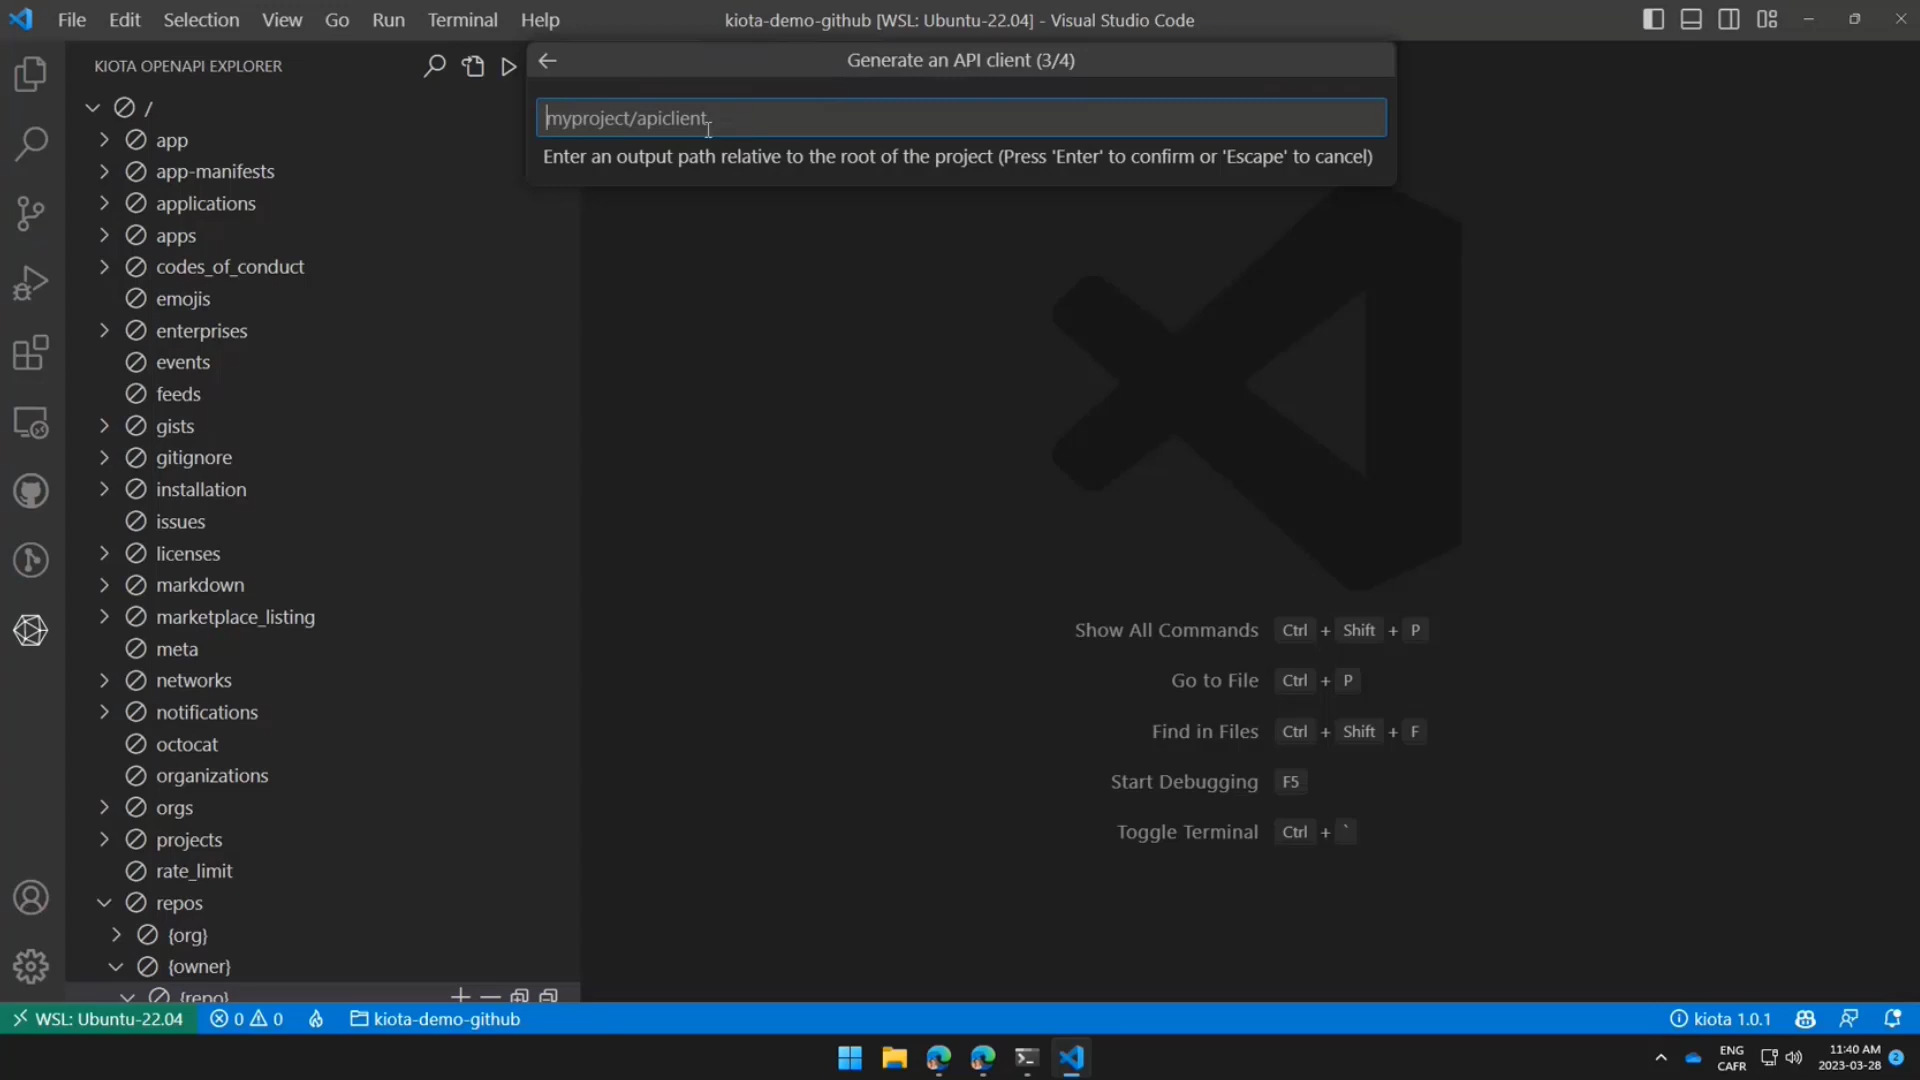 File Edit Selection View Go Run Terminal Help
kiota-demo-github [WSL: Ubuntu-22.04] - Visual Studio Code
KIOTA OPENAPI EXPLORER
/
app
app-manifests
applications
apps
codes_of_conduct
emojis
enterprises
events
feeds
gists
gitignore
installation
issues
licenses
markdown
marketplace_listing
meta
networks
notifications
octocat
organizations
orgs
projects
rate_limit
repos
{org}
{owner}
{repo}
Generate an API client (3/4)
myproject/apiclient
Enter an output path relative to the root of the project (Press 'Enter' to confirm or 'Escape' to cancel)
Show All Commands Ctrl + Shift + P
Go to File Ctrl + P
Find in Files Ctrl + Shift + F
Start Debugging F5
Toggle Terminal Ctrl + `
WSL: Ubuntu-22.04 0 0 kiota-demo-github kiota 1.0.1
ENG 11:40 AM
CAFR 2023-03-28 2